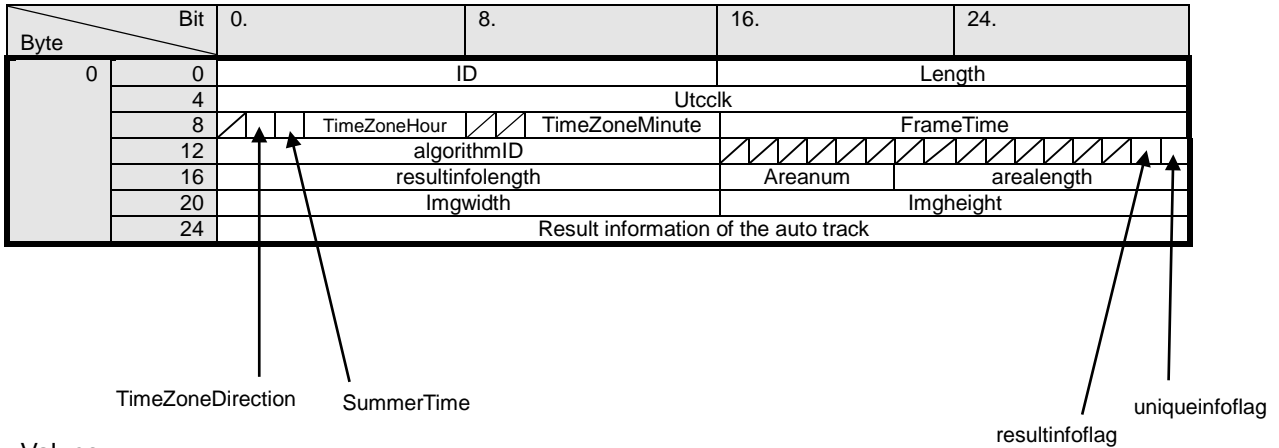 Bit 0. 8. 16. 24.
Byte
0 0 ID Length
4 Utcclk
8 TimeZoneHour TimeZoneMinute FrameTime
12 algorithmID
16 resultinfolength Areanum arealength
20 Imgwidth Imgheight
24 Result information of the auto track
TimeZoneDirection SummerTime uniqueinfoflag
resultinfoflag